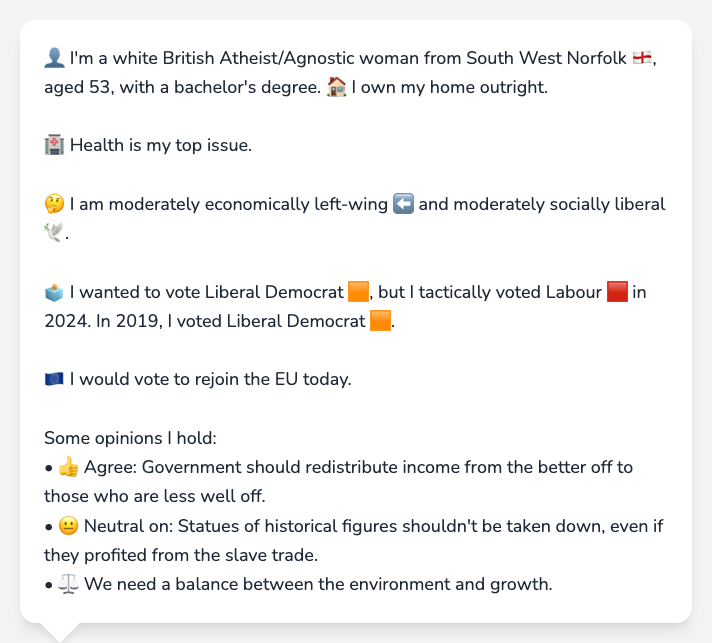 👤 I'm a white British Atheist/Agnostic woman from South West Norfolk 🏴󠁧󠁢󠁥󠁮󠁧󠁿,
aged 53, with a bachelor's degree. 🏠 I own my home outright.
🏥 Health is my top issue.
🤔 I am moderately economically left-wing ⬅️ and moderately socially liberal
🕊️.
🗳️ I wanted to vote Liberal Democrat 🟧, but I tactically voted Labour 🟥 in
2024. In 2019, I voted Liberal Democrat 🟧.
🇪🇺 I would vote to rejoin the EU today.
Some opinions I hold:
• 👍 Agree: Government should redistribute income from the better off to
those who are less well off.
• 😐 Neutral on: Statues of historical figures shouldn't be taken down, even if
they profited from the slave trade.
• ⚖️ We need a balance between the environment and growth.